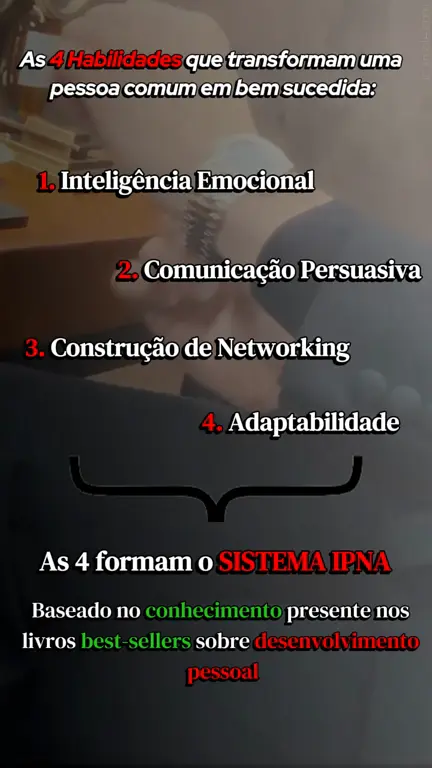 As 4 Habilidades que transformam uma
pessoa comum em bem sucedida:
1. Inteligência Emocional
2. Comunicação Persuasiva
3. Construção de Networking
4. Adaptabilidade
As 4 formam o SISTEMA IPNA
Baseado no conhecimento presente nos
livros best-sellers sobre desenvolvimento
pessoal